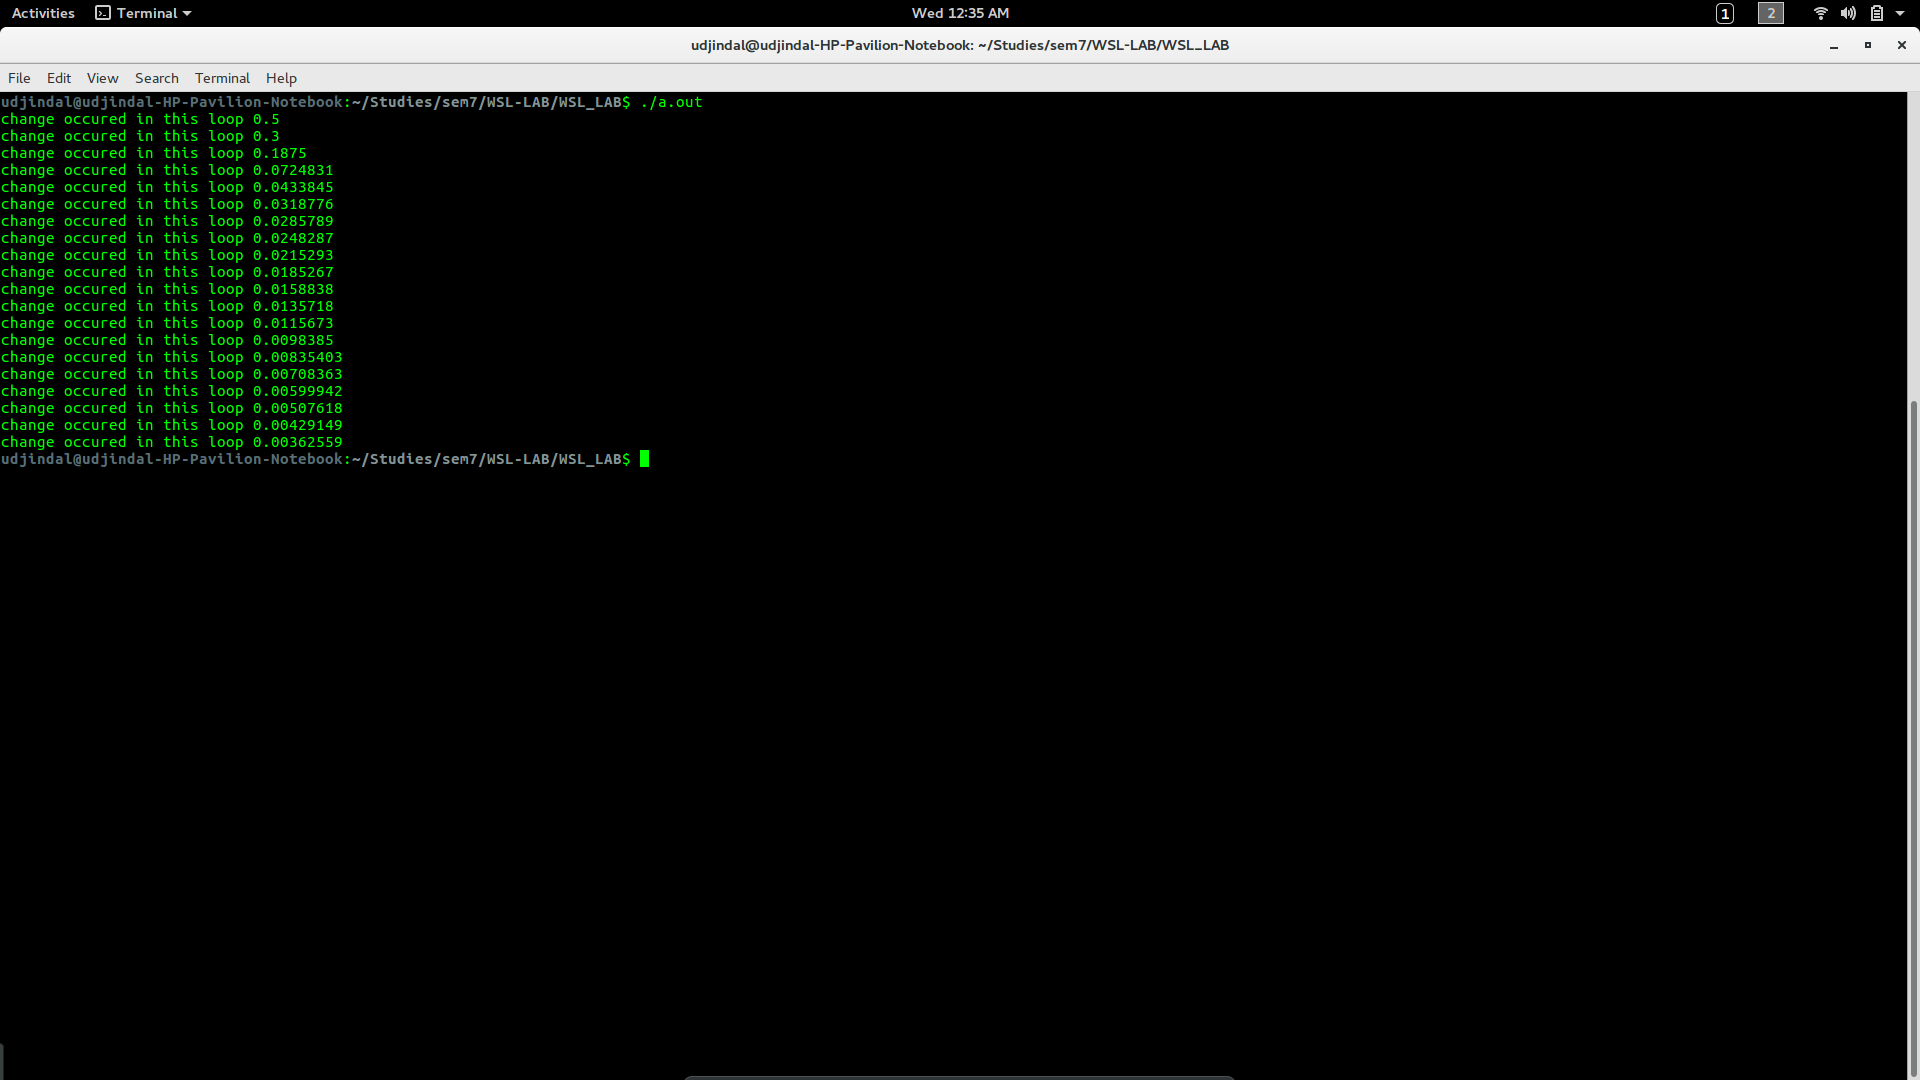 Activities Terminal Wed 12:35 AM 1 2
udjindal@udjindal-HP-Pavilion-Notebook: ~/Studies/sem7/WSL-LAB/WSL_LAB
File Edit View Search Terminal Help
udjindal@udjindal-HP-Pavilion-Notebook:~/Studies/sem7/WSL-LAB/WSL_LAB$ ./a.out
change occured in this loop 0.5
change occured in this loop 0.3
change occured in this loop 0.1875
change occured in this loop 0.0724831
change occured in this loop 0.0433845
change occured in this loop 0.0318776
change occured in this loop 0.0285789
change occured in this loop 0.0248287
change occured in this loop 0.0215293
change occured in this loop 0.0185267
change occured in this loop 0.0158838
change occured in this loop 0.0135718
change occured in this loop 0.0115673
change occured in this loop 0.0098385
change occured in this loop 0.00835403
change occured in this loop 0.00708363
change occured in this loop 0.00599942
change occured in this loop 0.00507618
change occured in this loop 0.00429149
change occured in this loop 0.00362559
udjindal@udjindal-HP-Pavilion-Notebook:~/Studies/sem7/WSL-LAB/WSL_LAB$